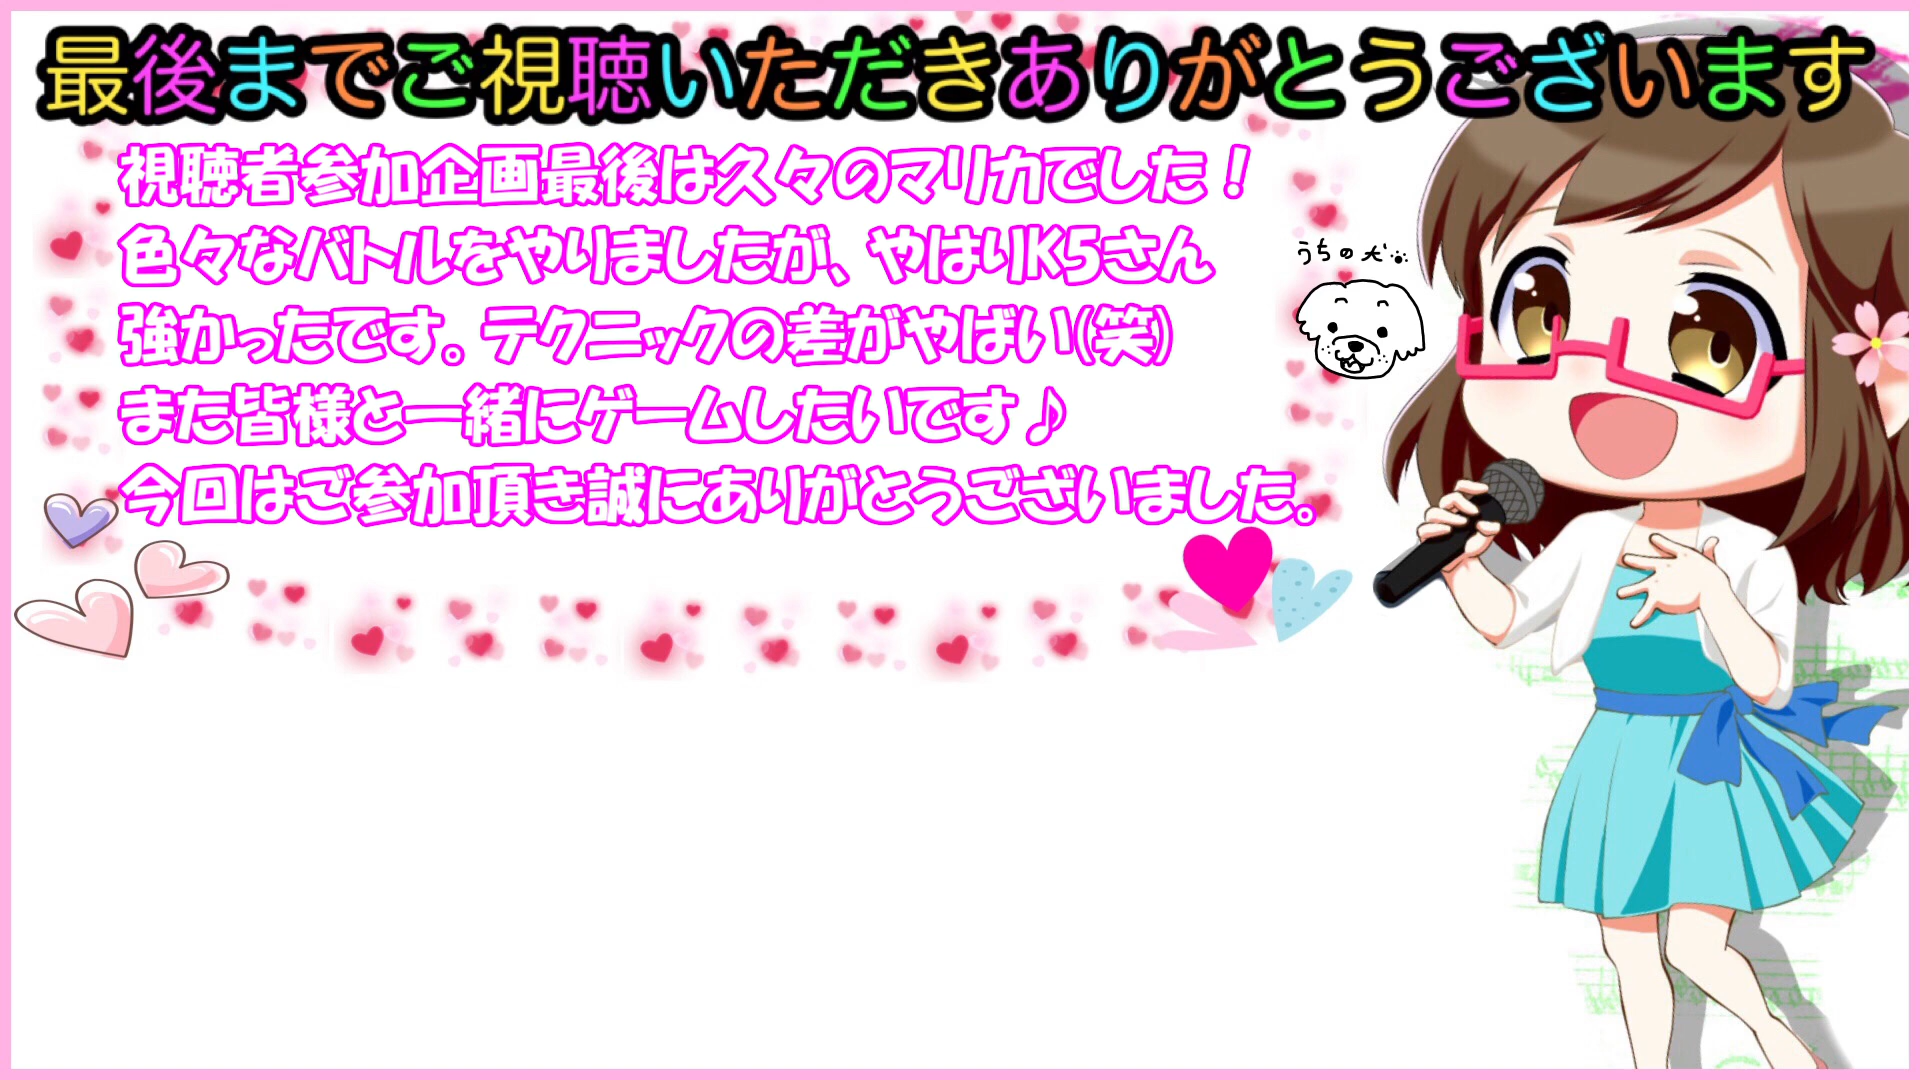 最後までご視聴いただきありがとうございます
視聴者参加企画最後は久々のマリカでした！
色々なバトルをやりましたが、やはりK5さん
強かったです。テクニックの差がやばい(笑)
また皆様と一緒にゲームしたいです♪
今回はご参加頂き誠にありがとうございました。
うちの犬